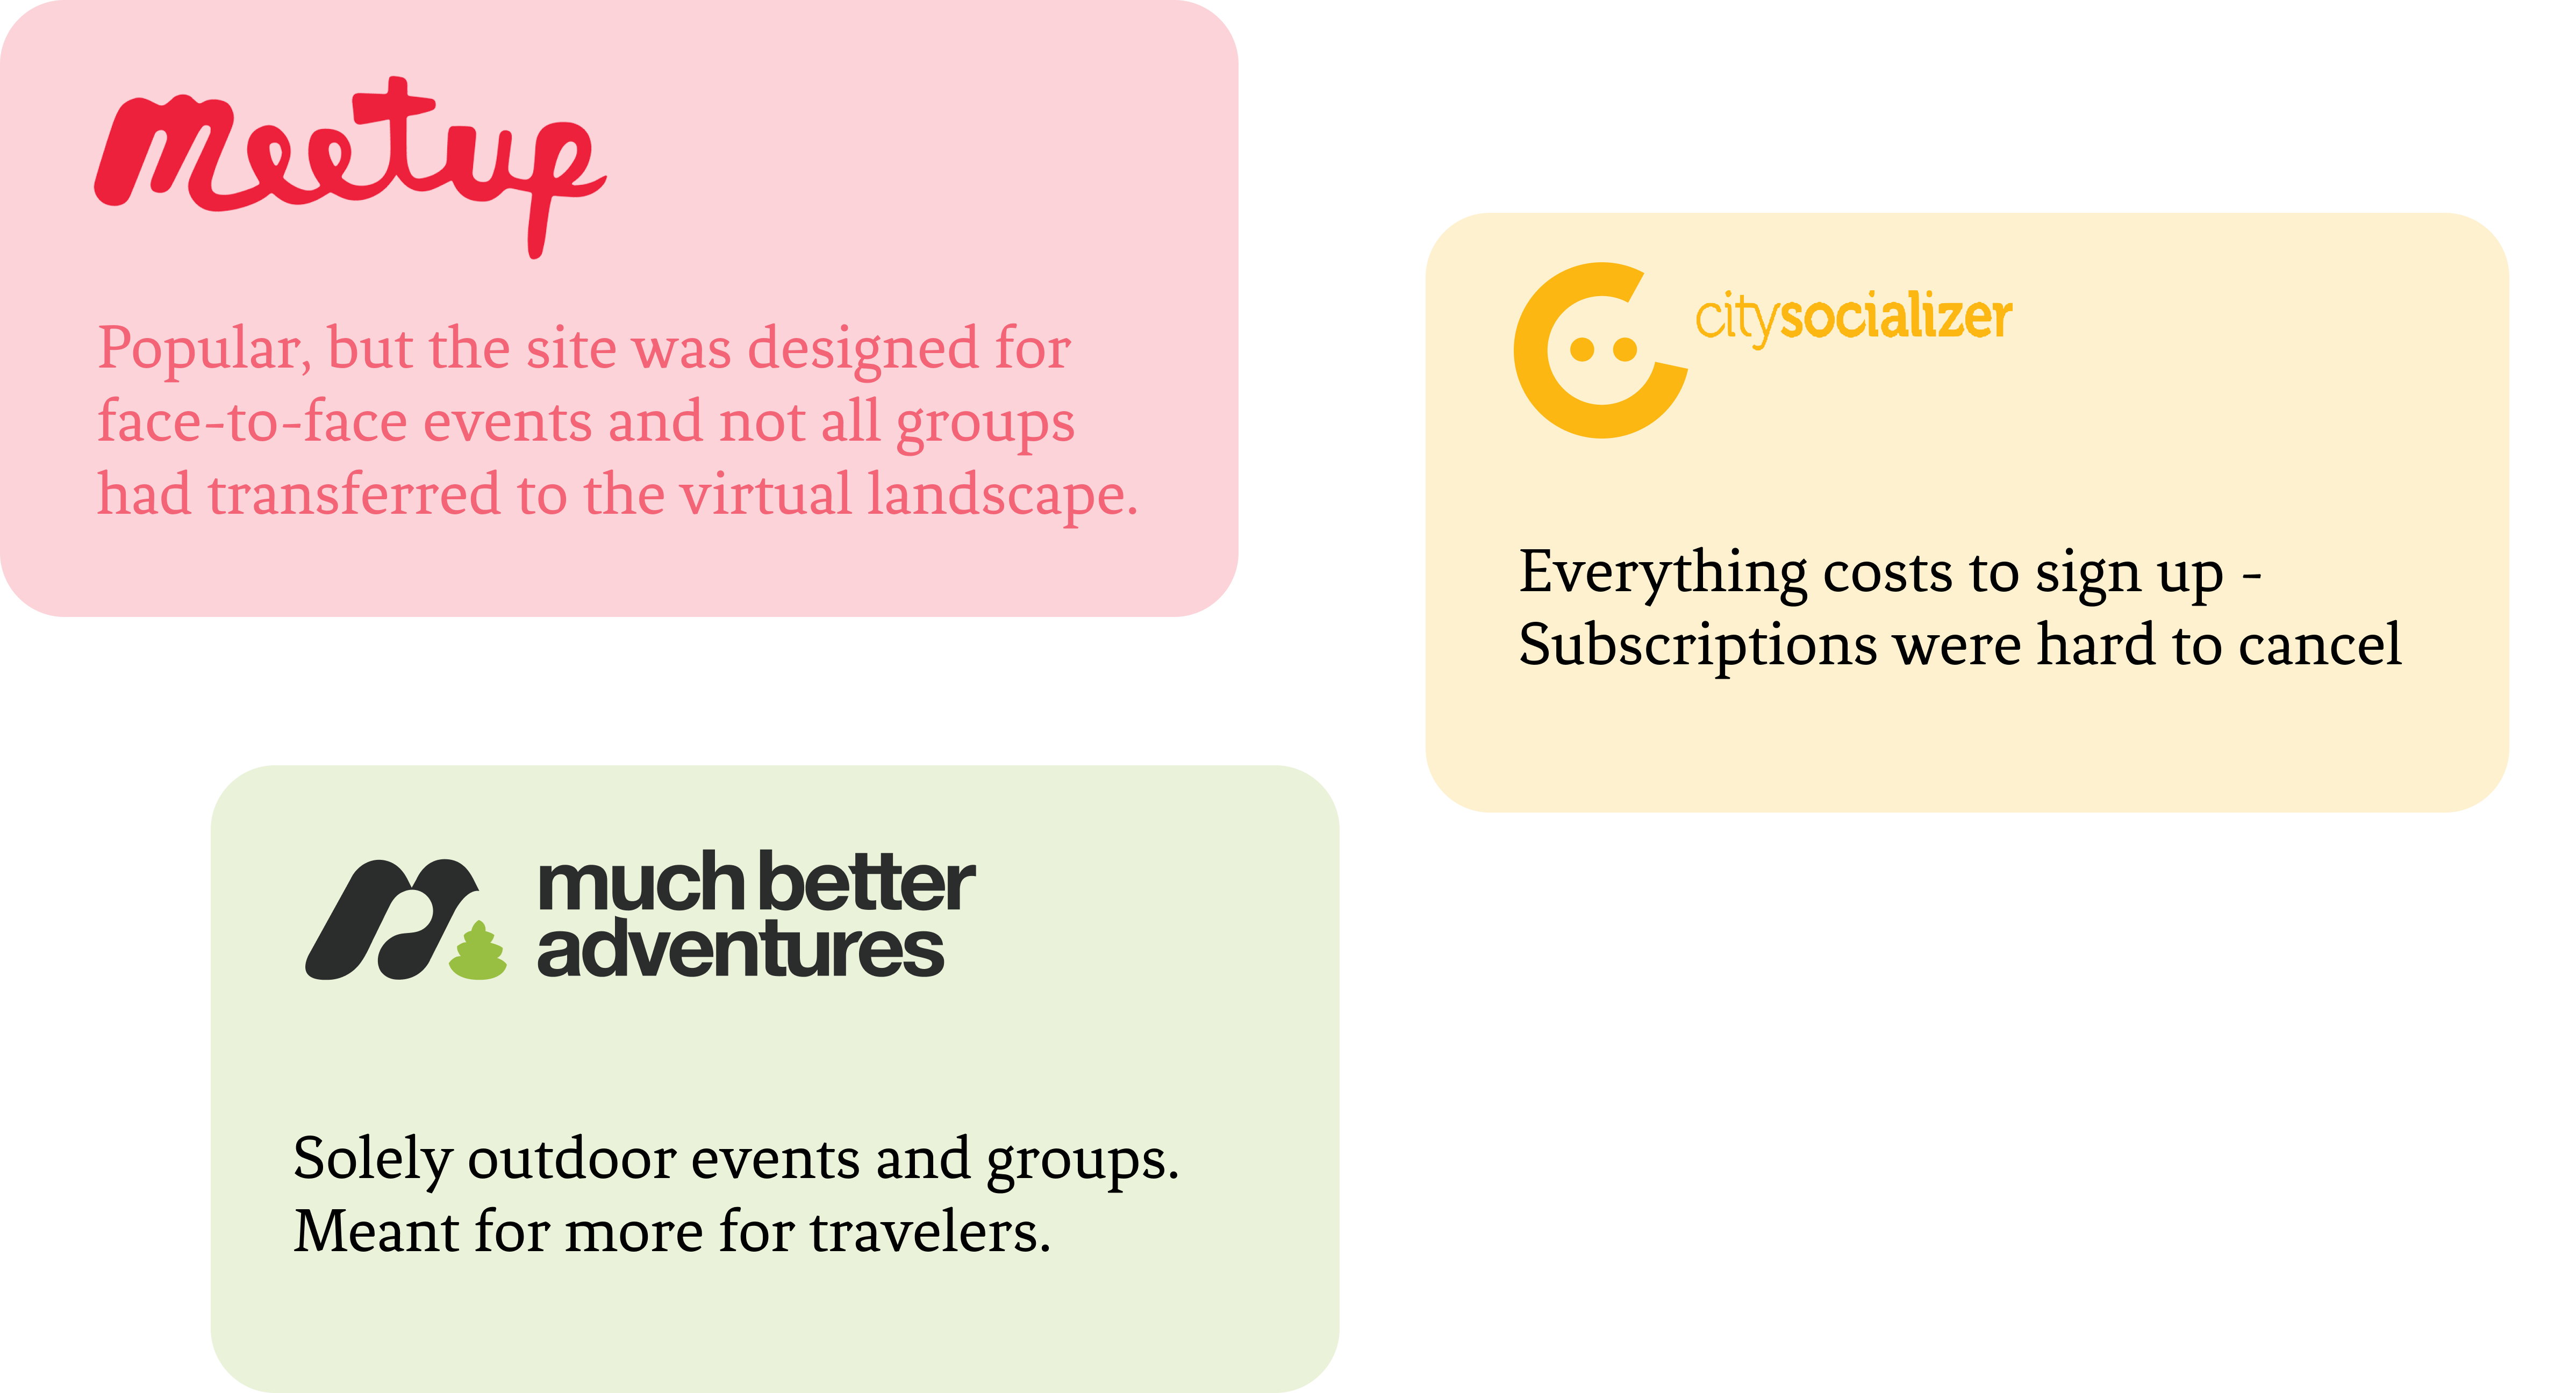 meetup
Popular, but the site was designed for
face-to-face events and not all groups
had transferred to the virtual landscape.
citysocializer
Everything costs to sign up -
Subscriptions were hard to cancel
much better
adventures
Solely outdoor events and groups.
Meant for more for travelers.